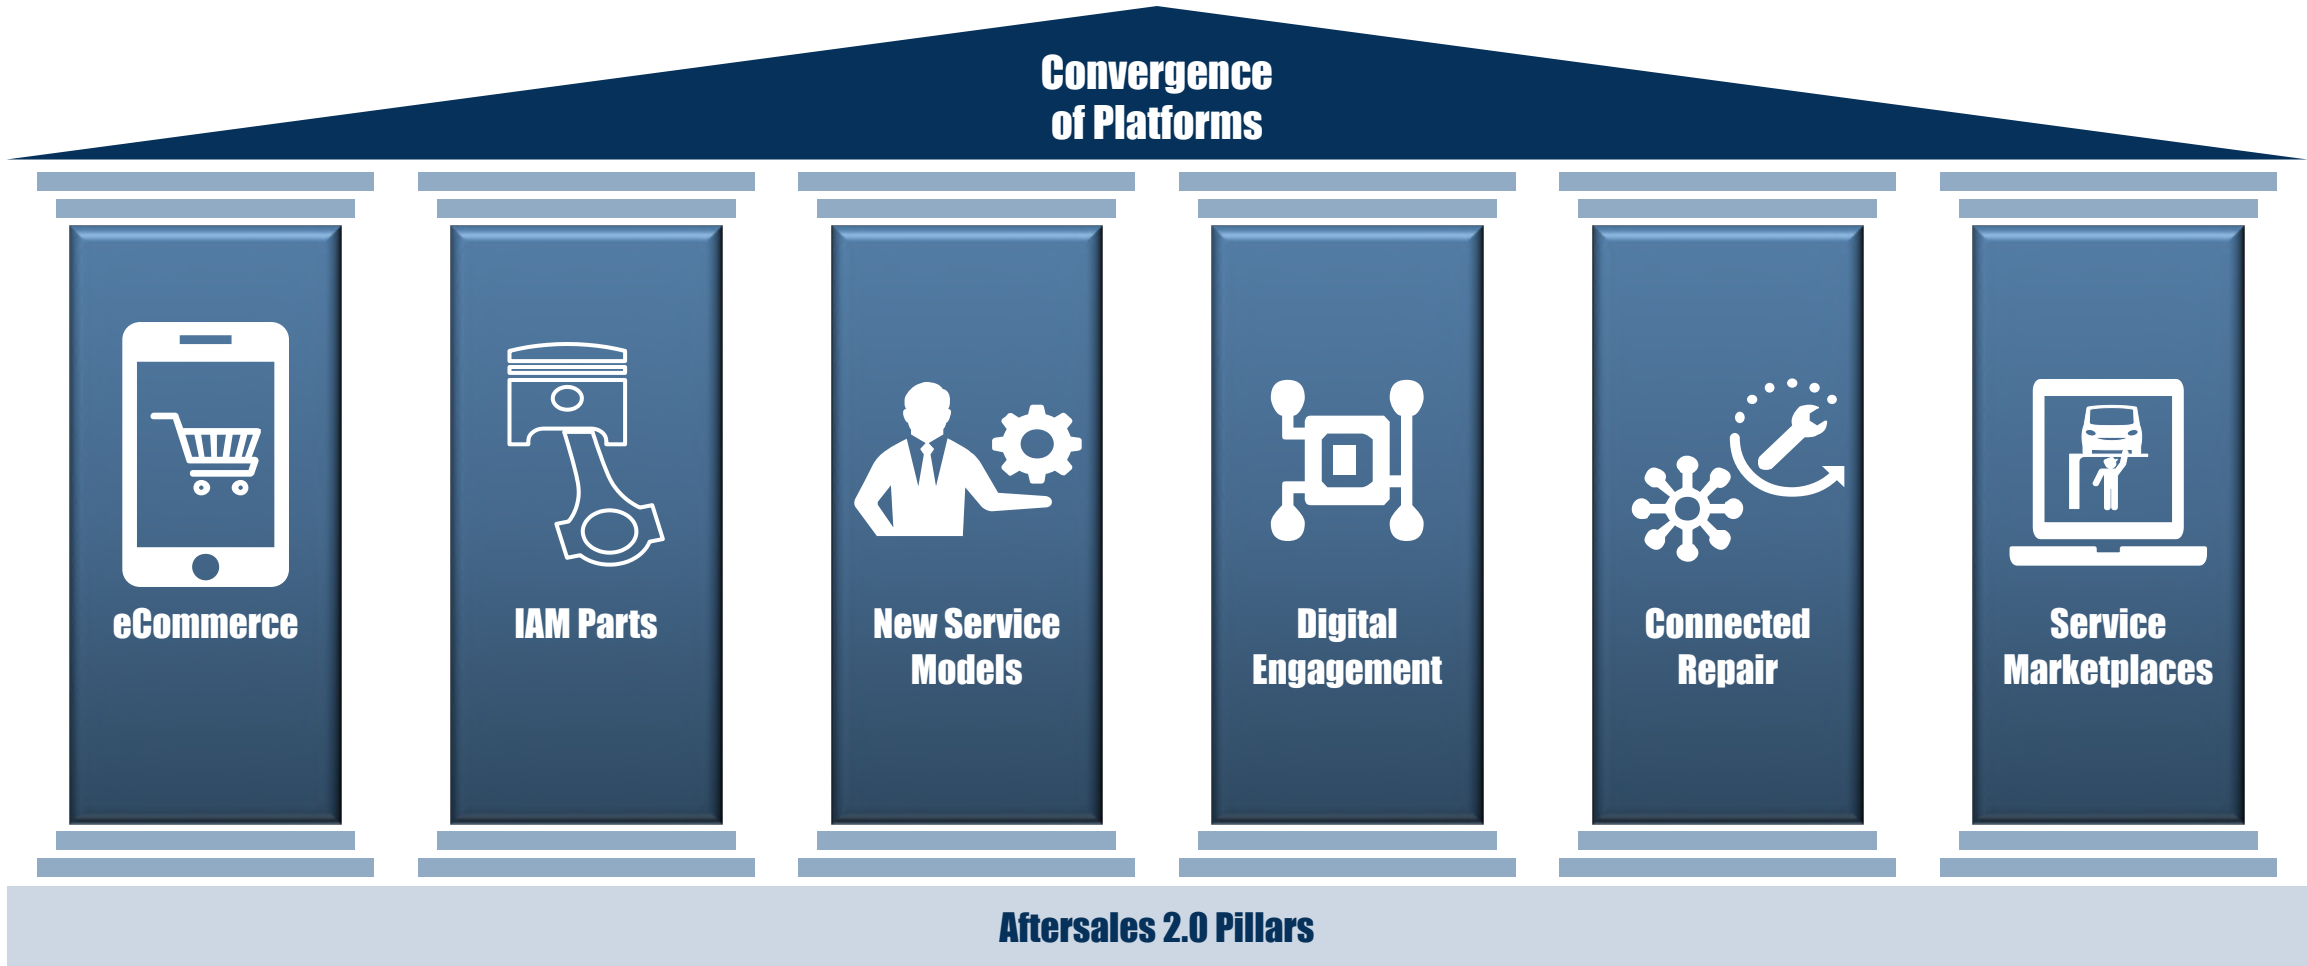 Convergence
of Platforms
eCommerce
IAM Parts
New Service
Models
Digital
Engagement
Connected
Repair
Service
Marketplaces
Aftersales 2.0 Pillars